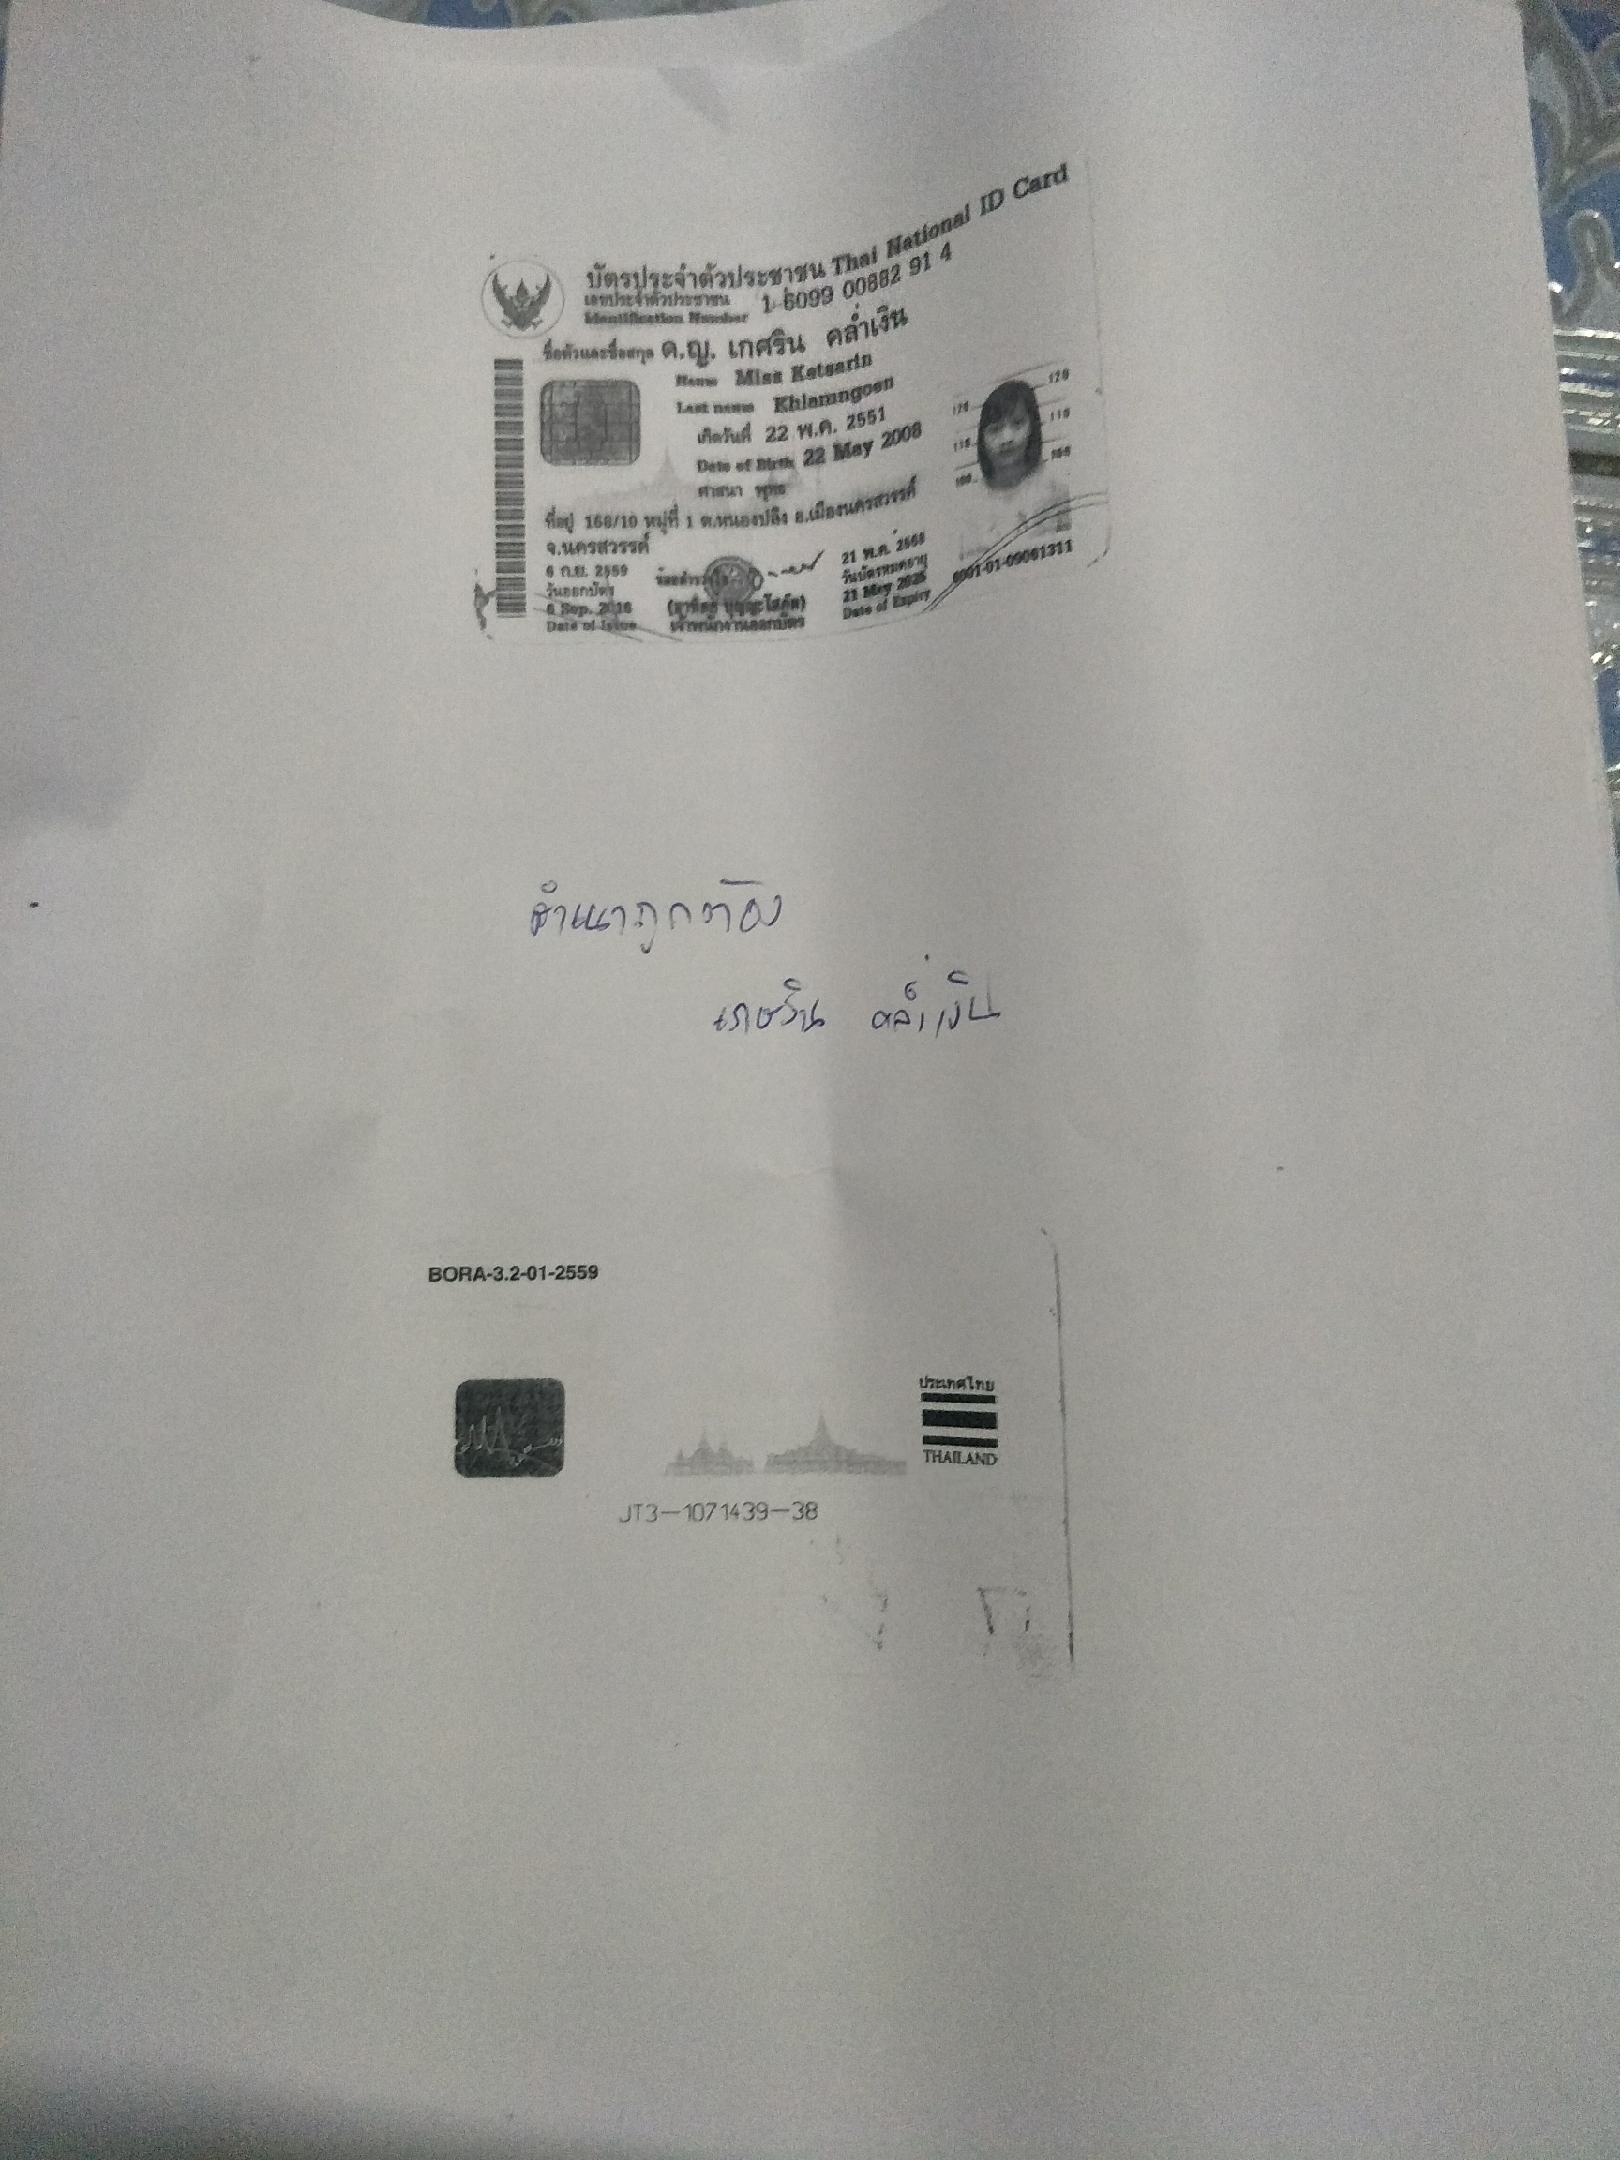 บัตรประจำตัวประชาชน Thai National ID Card
เลขประจำตัวประชาชน
Identification Number 1 6099 00882 91 4
ชื่อตัวและชื่อสกุล ด.ญ. เกศริน คล่ำเงิน
Name Miss Ketsarin
Last name Khlamngoen
เกิดวันที่ 22 พ.ค. 2551
Date of Birth 22 May 2008
ศาสนา พุทธ
ที่อยู่ 168/10 หมู่ที่ 1 ต.หนองปลิง อ.เมืองนครสวรรค์
จ.นครสวรรค์
6 ก.ย. 2559
วันออกบัตร
6 Sep. 2016
Date of Issue
เจ้าพนักงานออกบัตร
21 พ.ค. 2568
วันบัตรหมดอายุ
21 May 2025
Date of Expiry
120
110
100
6001-01-09061311
สำเนาถูกต้อง
เกศริน คล่ำเงิน
BORA-3.2-01-2559
ประเทศไทย
THAILAND
JT3-1071439-38